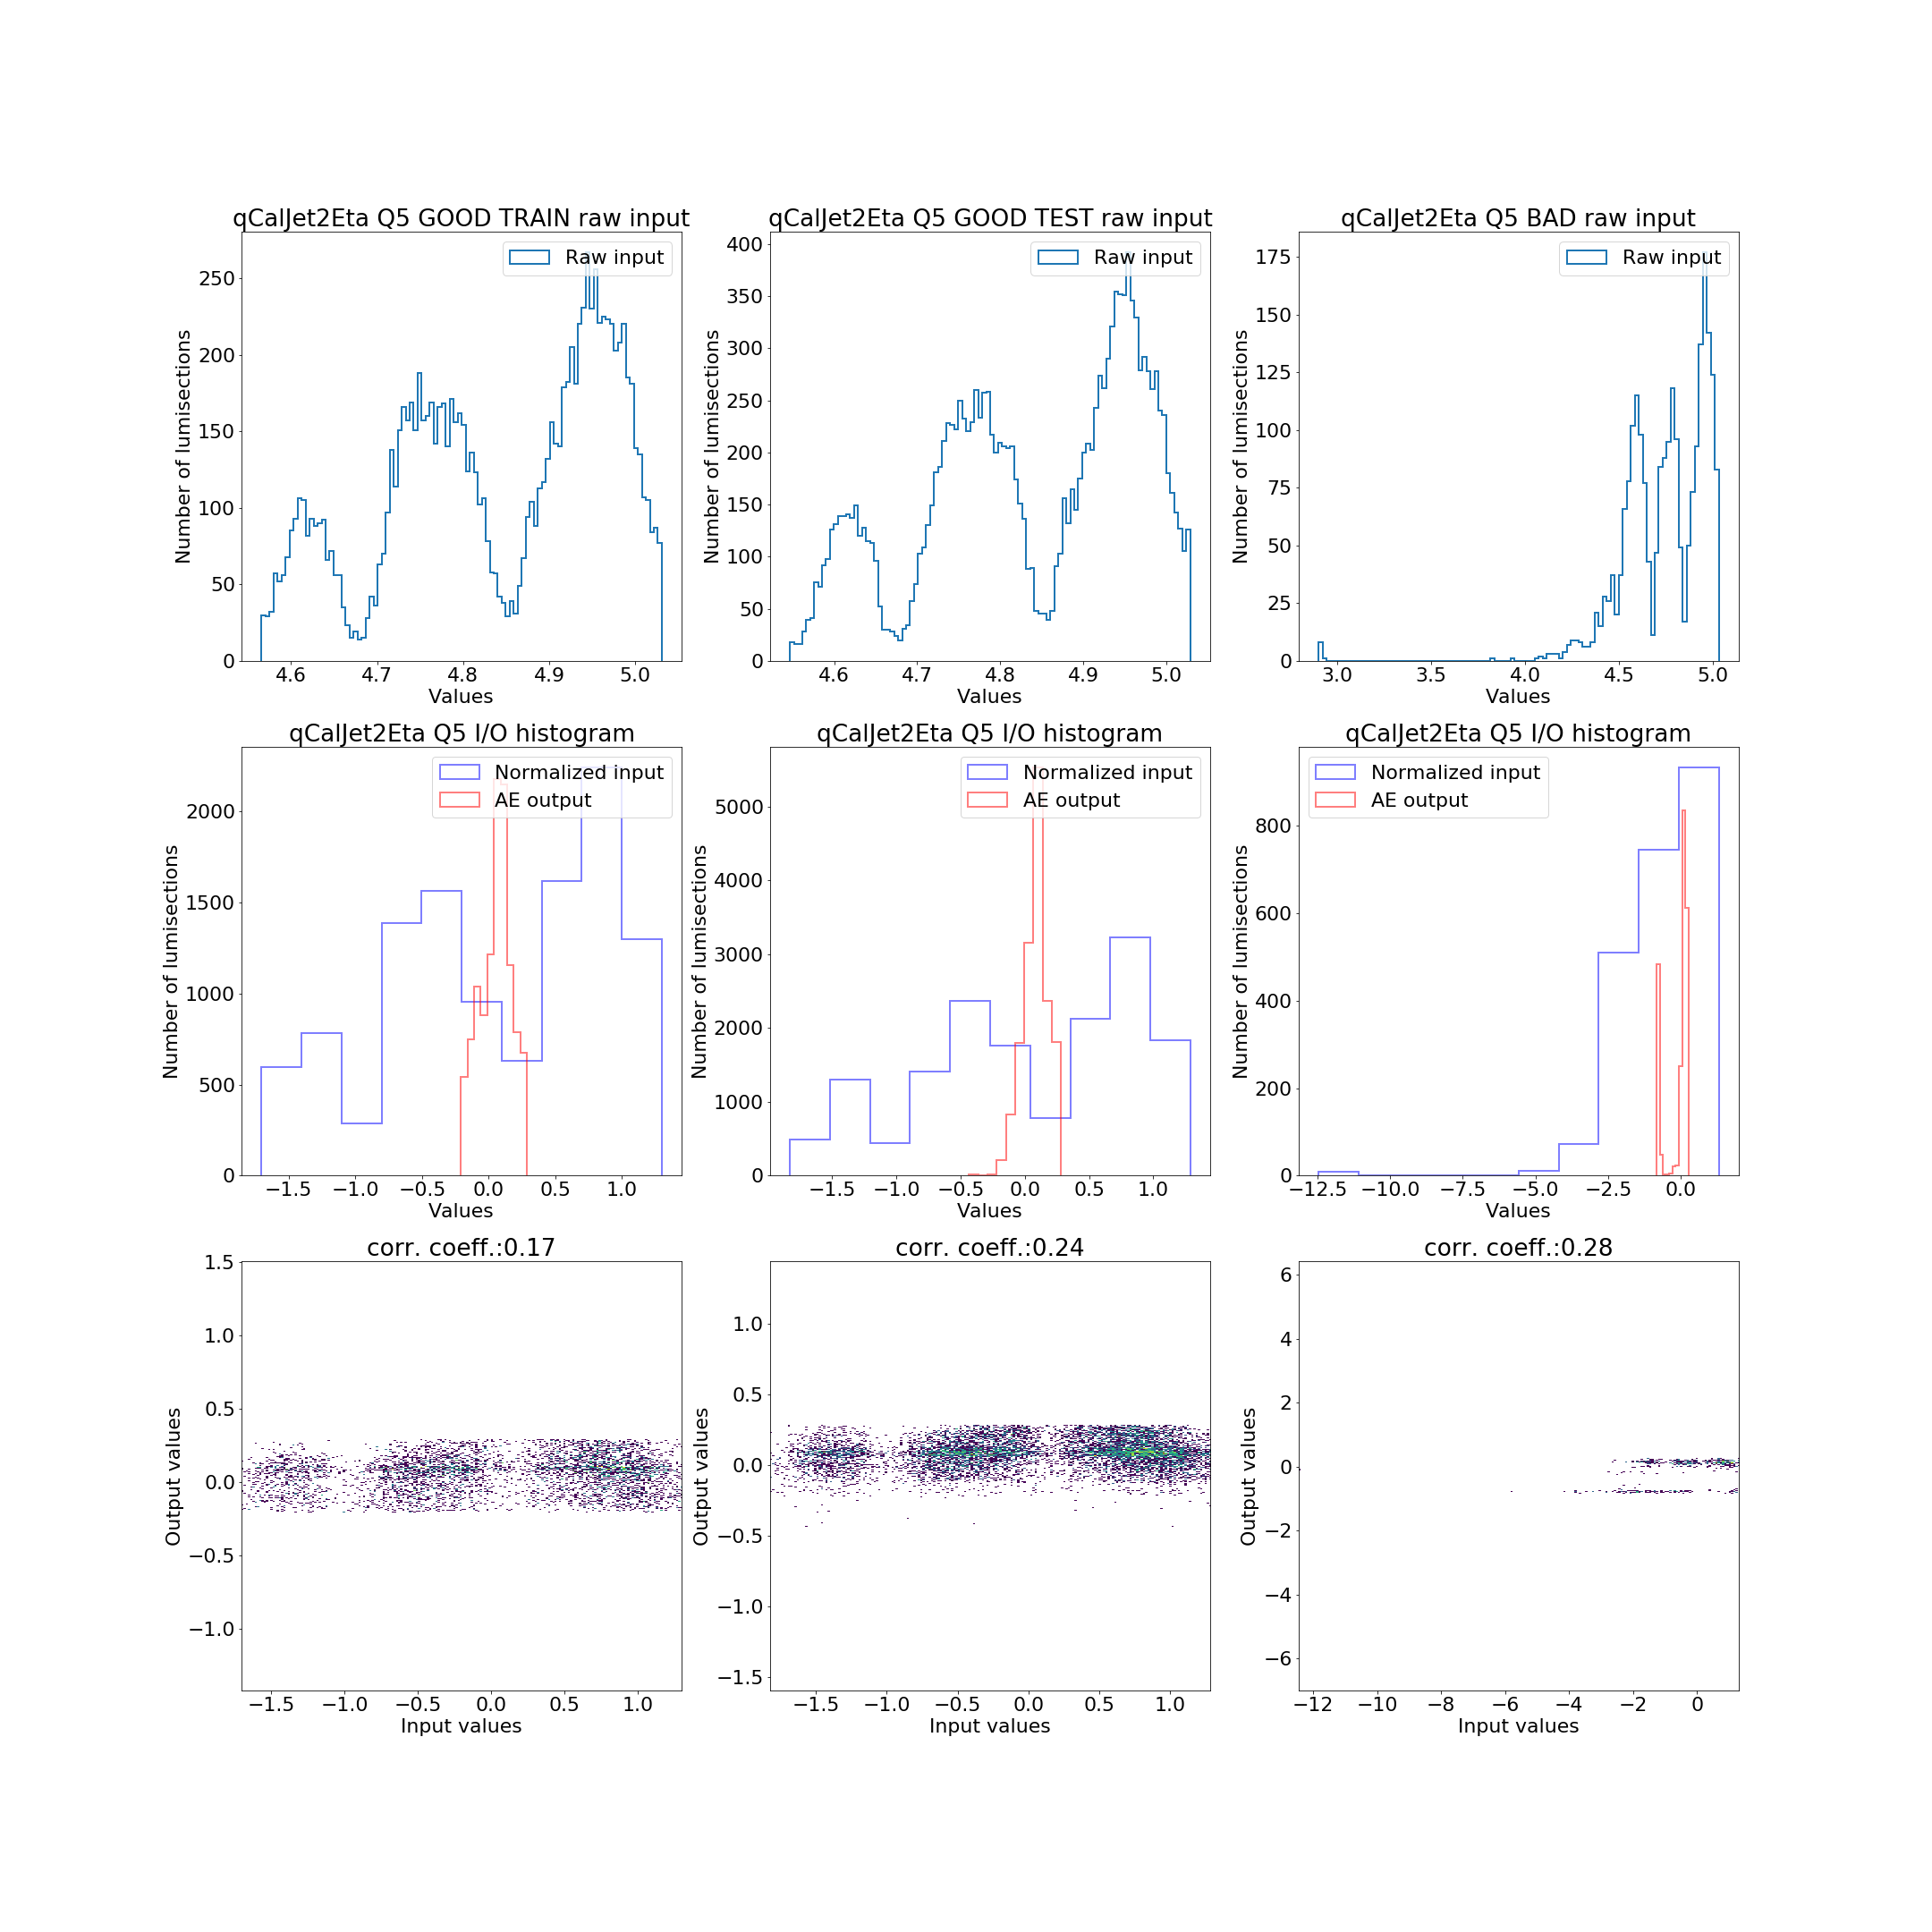 qCalJet2Eta Q5 GOOD TRAIN raw input
Raw input
Number of lumisections
250
200
150
100
50
0
4.6 4.7 4.8 4.9 5.0
Values
qCalJet2Eta Q5 GOOD TEST raw input
Raw input
Number of lumisections
400
350
300
250
200
150
100
50
0
4.6 4.7 4.8 4.9 5.0
Values
qCalJet2Eta Q5 BAD raw input
Raw input
Number of lumisections
175
150
125
100
75
50
25
0
3.0 3.5 4.0 4.5 5.0
Values
qCalJet2Eta Q5 I/O histogram
Normalized input
AE output
Number of lumisections
2000
1500
1000
500
0
−1.5 −1.0 −0.5 0.0 0.5 1.0
Values
qCalJet2Eta Q5 I/O histogram
Normalized input
AE output
Number of lumisections
5000
4000
3000
2000
1000
0
−1.5 −1.0 −0.5 0.0 0.5 1.0
Values
qCalJet2Eta Q5 I/O histogram
Normalized input
AE output
Number of lumisections
800
600
400
200
0
−12.5 −10.0 −7.5 −5.0 −2.5 0.0
Values
corr. coeff.:0.17
Output values
1.5
1.0
0.5
0.0
−0.5
−1.0
−1.5 −1.0 −0.5 0.0 0.5 1.0
Input values
corr. coeff.:0.24
Output values
1.0
0.5
0.0
−0.5
−1.0
−1.5
−1.5 −1.0 −0.5 0.0 0.5 1.0
Input values
corr. coeff.:0.28
Output values
6
4
2
0
−2
−4
−6
−12 −10 −8 −6 −4 −2 0
Input values